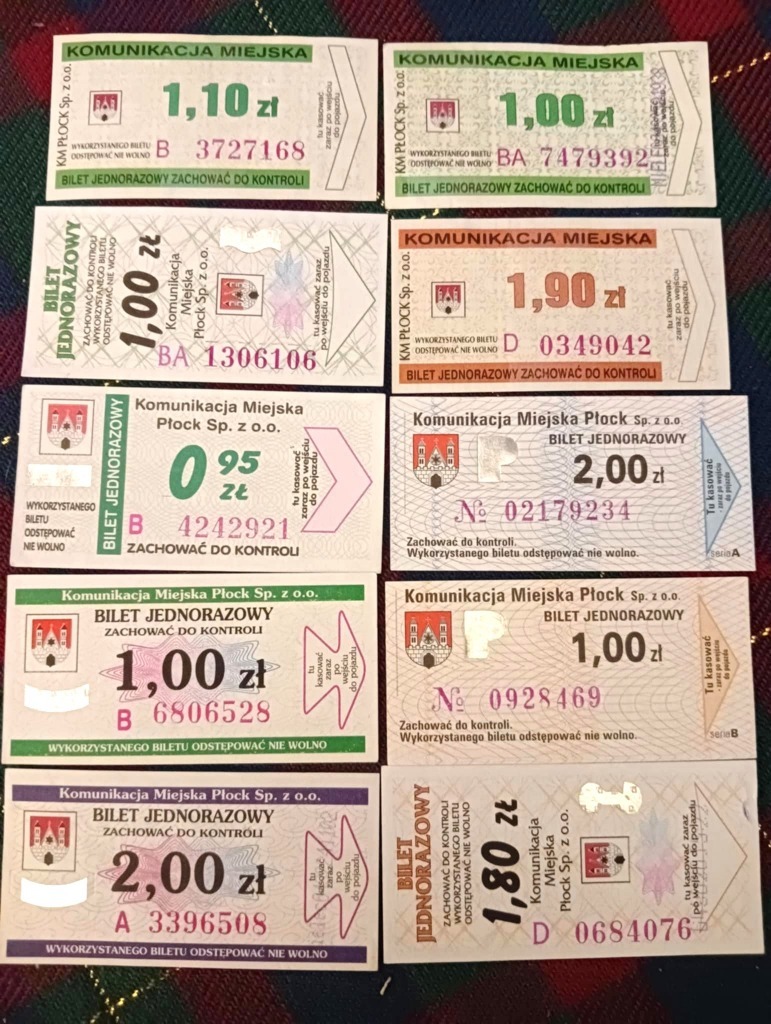 KOMUNIKACJA MIEJSKA
KM PŁOCK Sp. z o.o.
1,10 zł
WYKORZYSTANEGO BILETU
ODSTĘPOWAĆ NIE WOLNO
B 3727168
BILET JEDNORAZOWY ZACHOWAĆ DO KONTROLI
tu kasować
zaraz po wejściu
do pojazdu
KOMUNIKACJA MIEJSKA
KM PŁOCK Sp. z o.o.
1,00 zł
WYKORZYSTANEGO BILETU
ODSTĘPOWAĆ NIE WOLNO
BA 7479392
BILET JEDNORAZOWY ZACHOWAĆ DO KONTROLI
tu kasować
zaraz po wejściu
do pojazdu
BILET
JEDNORAZOWY
ZACHOWAĆ DO KONTROLI
WYKORZYSTANEGO BILETU
ODSTĘPOWAĆ NIE WOLNO
1,00 zł
Komunikacja
Miejska
Płock Sp. z o.o.
BA 1306106
tu kasować zaraz
po wejściu do pojazdu
KOMUNIKACJA MIEJSKA
KM PŁOCK Sp. z o.o.
1,90 zł
WYKORZYSTANEGO BILETU
ODSTĘPOWAĆ NIE WOLNO
D 0349042
BILET JEDNORAZOWY ZACHOWAĆ DO KONTROLI
tu kasować
zaraz po wejściu
do pojazdu
WYKORZYSTANEGO
BILETU
ODSTĘPOWAĆ
NIE WOLNO
BILET JEDNORAZOWY
Komunikacja Miejska
Płock Sp. z o.o.
0 95
ZŁ
B 4242921
ZACHOWAĆ DO KONTROLI
tu kasować
zaraz po wejściu
do pojazdu
Komunikacja Miejska Płock Sp. z o.o.
BILET JEDNORAZOWY
2,00 zł
№ 02179234
Zachować do kontroli.
Wykorzystanego biletu odstępować nie wolno.
Tu kasować
- zaraz po wejściu
do pojazdu
seria A
Komunikacja Miejska Płock Sp. z o.o.
BILET JEDNORAZOWY
ZACHOWAĆ DO KONTROLI
1,00 zł
B 6806528
WYKORZYSTANEGO BILETU ODSTĘPOWAĆ NIE WOLNO
tu
kasować
zaraz
po
wejściu
do pojazdu
Komunikacja Miejska Płock Sp. z o.o.
BILET JEDNORAZOWY
1,00 zł
№ 0928469
Zachować do kontroli.
Wykorzystanego biletu odstępować nie wolno.
Tu kasować
- zaraz po wejściu
do pojazdu
seria B
Komunikacja Miejska Płock Sp. z o.o.
BILET JEDNORAZOWY
ZACHOWAĆ DO KONTROLI
2,00 zł
A 3396508
WYKORZYSTANEGO BILETU ODSTĘPOWAĆ NIE WOLNO
tu
kasować
zaraz
po
wejściu
do pojazdu
BILET
JEDNORAZOWY
ZACHOWAĆ DO KONTROLI
WYKORZYSTANEGO BILETU
ODSTĘPOWAĆ NIE WOLNO
1,80 zł
Komunikacja
Miejska
Płock Sp. z o.o.
D 0684076
tu kasować zaraz
po wejściu do pojazdu